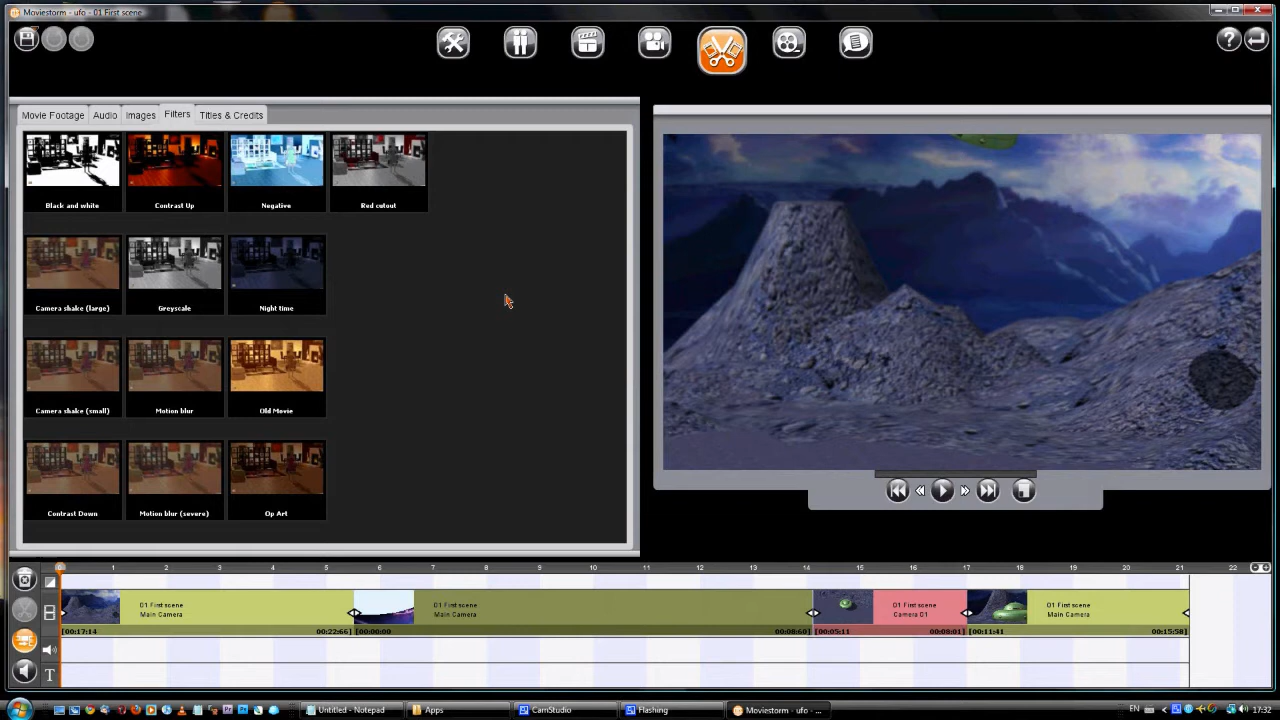 Moviestorm - ufo - 01 First scene
Movie Footage Audio Images Filters Titles & Credits
Black and white Contrast Up Negative Red cutout
Camera shake (large) Greyscale Night time
Camera shake (small) Motion blur Old Movie
Contrast Down Motion blur (severe) Op Art
0 1 2 3 4 5 6 7 8 9 10 11 12 13 14 15 16 17 18 19 20 21 22
01 First scene 01 First scene 01 First scene 01 First scene
Main Camera Main Camera Camera 01 Main Camera
[00:17:14 00:22:66] [00:00:00 00:08:60] [00:05:11 00:08:01] [00:11:41 00:15:58]
T
Untitled - Notepad Apps CamStudio Flashing Moviestorm - ufo - ... EN 17:32